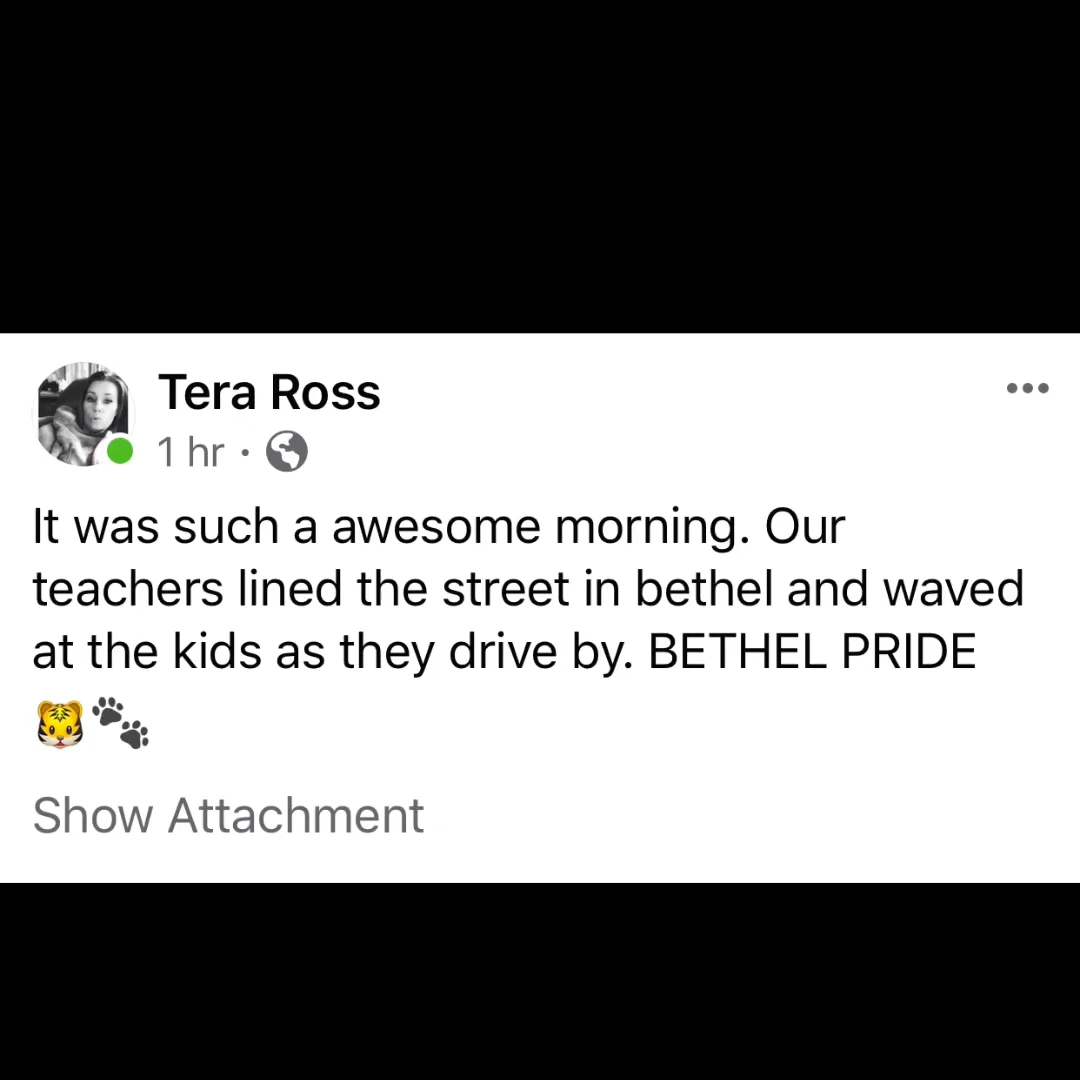 Tera Ross
1 hr ·
It was such a awesome morning. Our
teachers lined the street in bethel and waved
at the kids as they drive by. BETHEL PRIDE
🐯🐾
Show Attachment